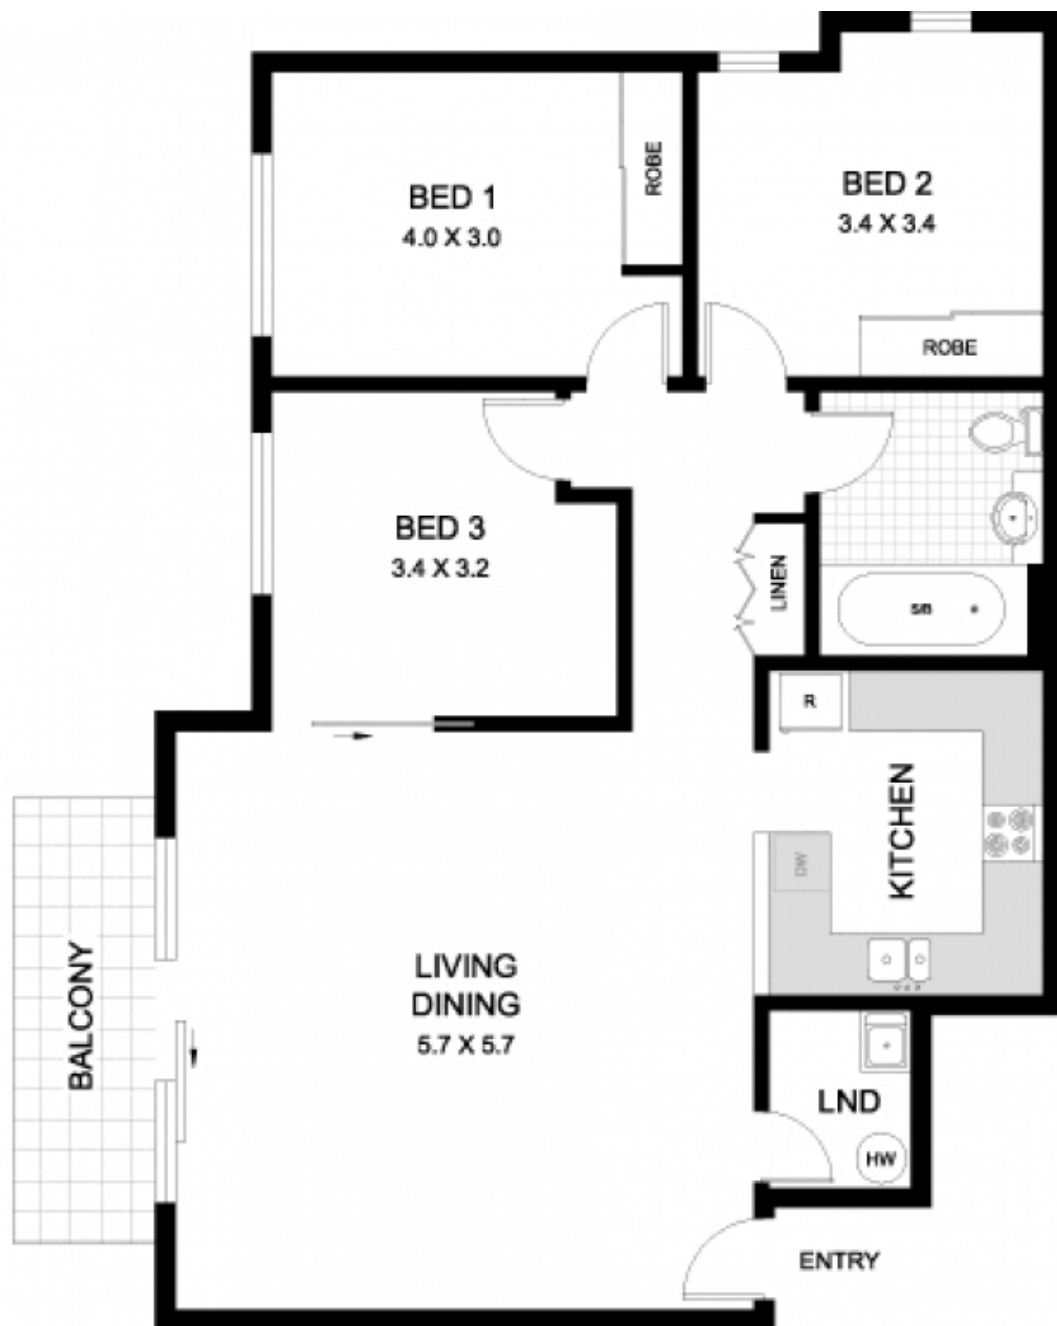 BED 1
4.0 X 3.0
ROBE
BED 2
3.4 X 3.4
ROBE
BED 3
3.4 X 3.2
LINEN
S/B
R
KITCHEN
DW
LIVING
DINING
5.7 X 5.7
BALCONY
LND
HW
ENTRY